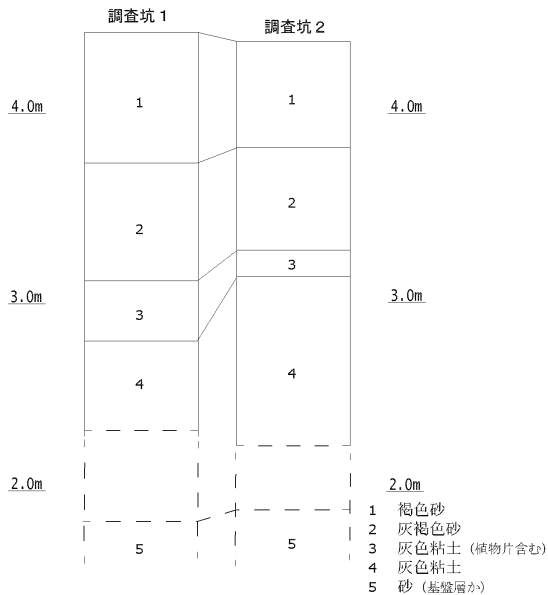 調査坑1
調査坑2
4.0m
4.0m
1
1
2
2
3
3.0m
3.0m
3
4
4
2.0m
2.0m
5
5
1 褐色砂
2 灰褐色砂
3 灰色粘土（植物片含む）
4 灰色粘土
5 砂（基盤層か）